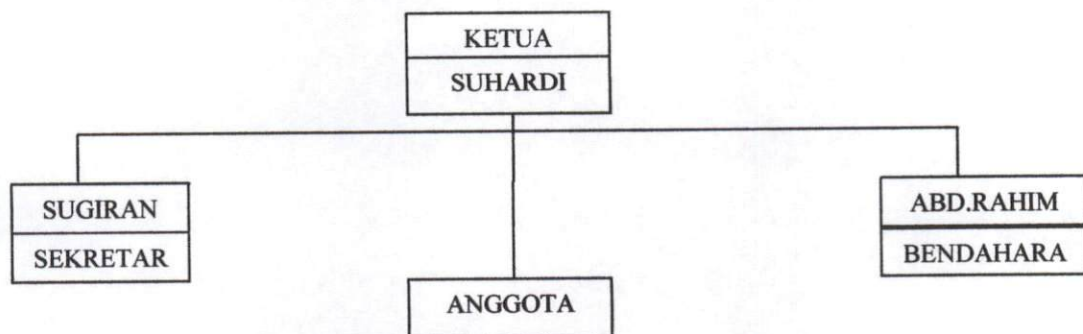 KETUA
SUHARDI
SUGIRAN
SEKRETAR
ABD.RAHIM
BENDAHARA
ANGGOTA